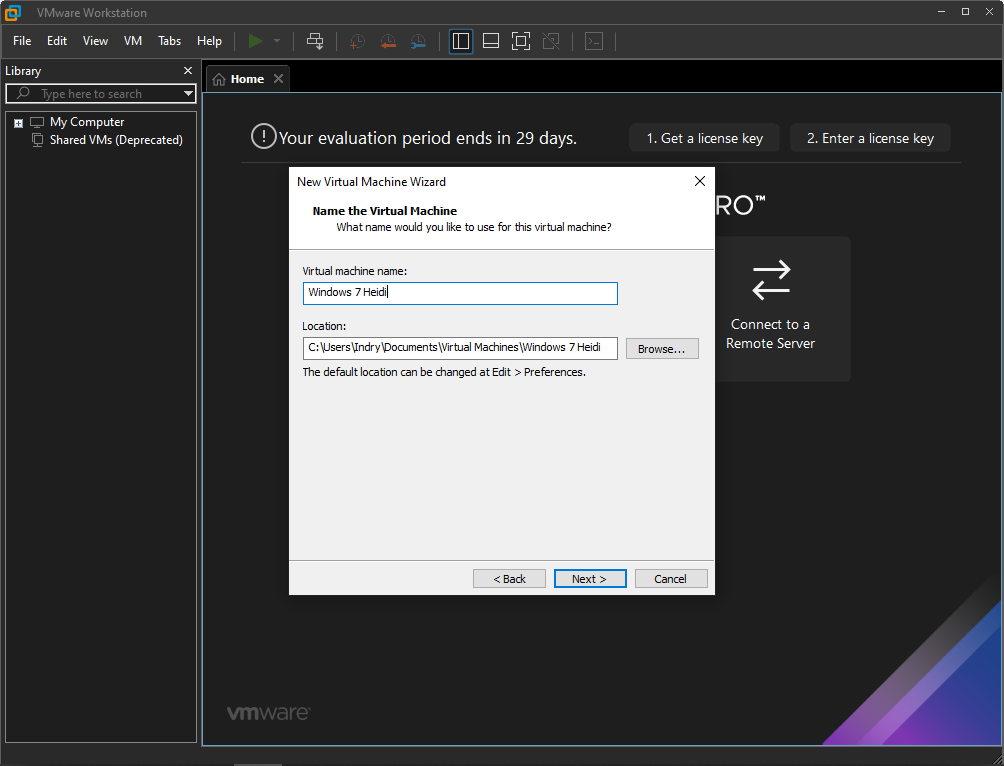 VMware Workstation
File Edit View VM Tabs Help
Library
Type here to search
My Computer
Shared VMs (Deprecated)
Home
! Your evaluation period ends in 29 days.
1. Get a license key
2. Enter a license key
RO™
Connect to a
Remote Server
New Virtual Machine Wizard
Name the Virtual Machine
What name would you like to use for this virtual machine?
Virtual machine name:
Windows 7 Heidi
Location:
C:\Users\Indry\Documents\Virtual Machines\Windows 7 Heidi
Browse...
The default location can be changed at Edit > Preferences.
< Back
Next >
Cancel
vmware